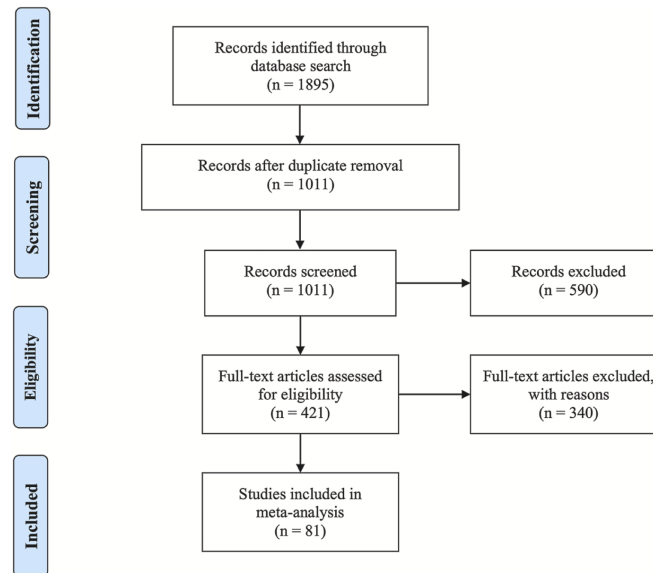 Identification
Records identified through
database search
(n = 1895)
Records after duplicate removal
(n = 1011)
Screening
Records screened
(n = 1011)
Records excluded
(n = 590)
Eligibility
Full-text articles assessed
for eligibility
(n = 421)
Full-text articles excluded,
with reasons
(n = 340)
Included
Studies included in
meta-analysis
(n = 81)